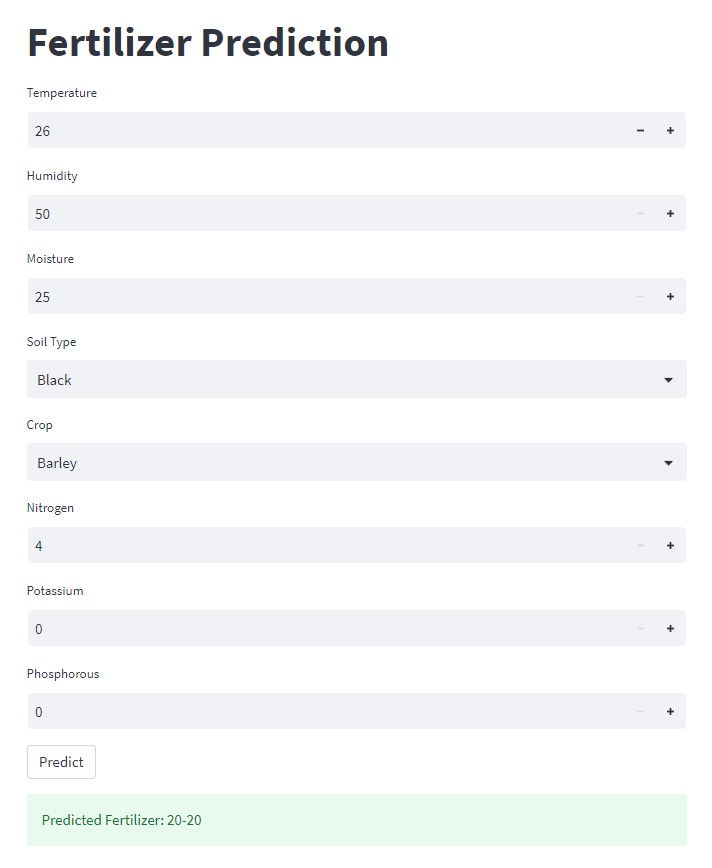 Fertilizer Prediction
Temperature
26
Humidity
50
Moisture
25
Soil Type
Black
Crop
Barley
Nitrogen
4
Potassium
0
Phosphorous
0
Predict
Predicted Fertilizer: 20-20